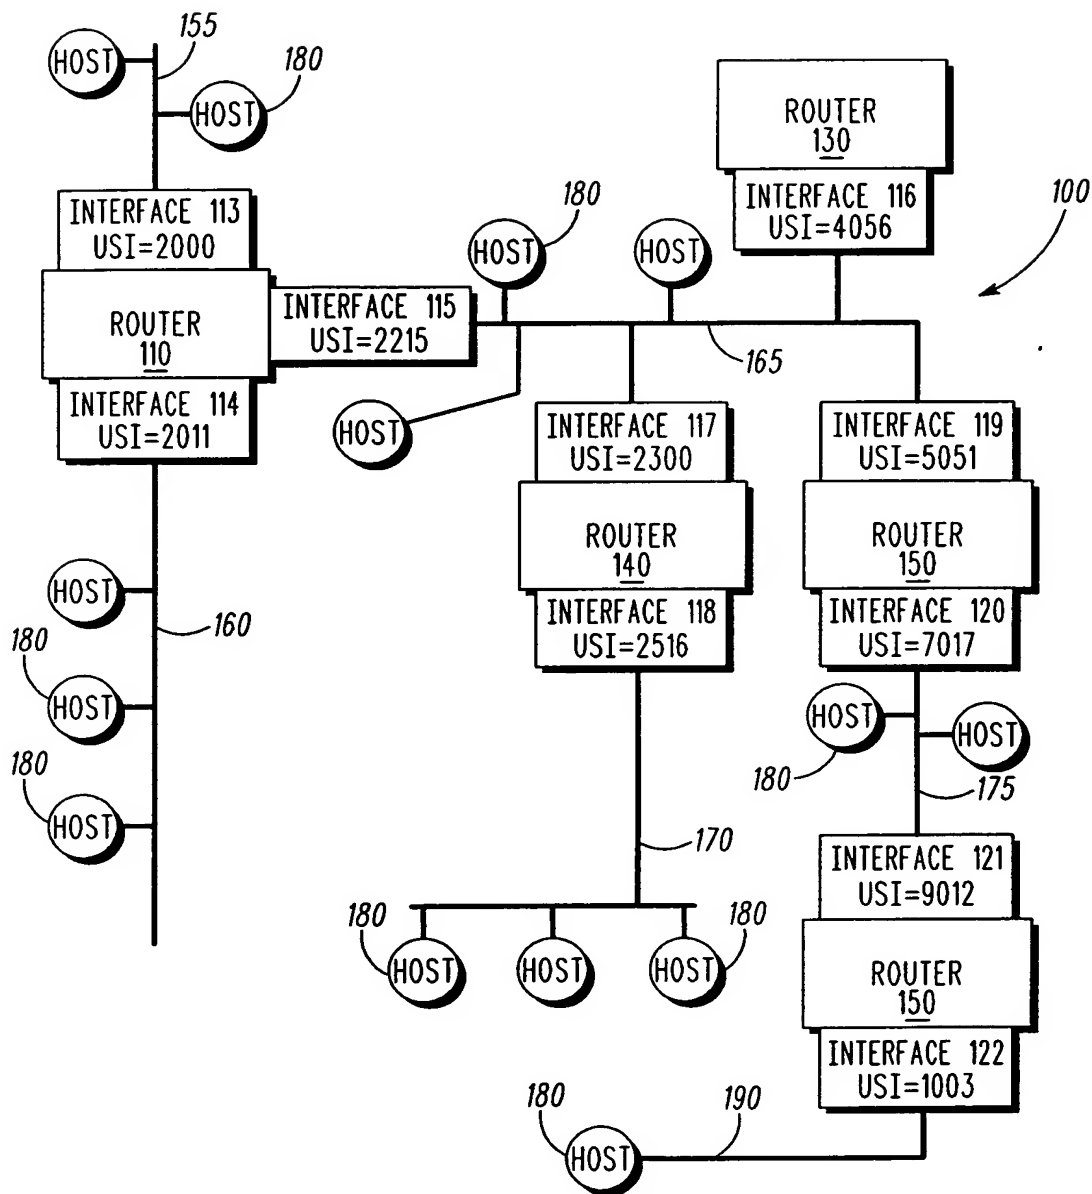 155
HOST
180
HOST
ROUTER
130
INTERFACE 113
USI=2000
180
INTERFACE 116
USI=4056
100
HOST
HOST
ROUTER
110
INTERFACE 115
USI=2215
165
INTERFACE 114
USI=2011
HOST
INTERFACE 117
USI=2300
INTERFACE 119
USI=5051
ROUTER
140
ROUTER
150
HOST
160
INTERFACE 118
USI=2516
INTERFACE 120
USI=7017
180
HOST
HOST
180
HOST
175
180
HOST
170
INTERFACE 121
USI=9012
180
HOST
HOST
180
HOST
ROUTER
150
INTERFACE 122
USI=1003
180
HOST
190